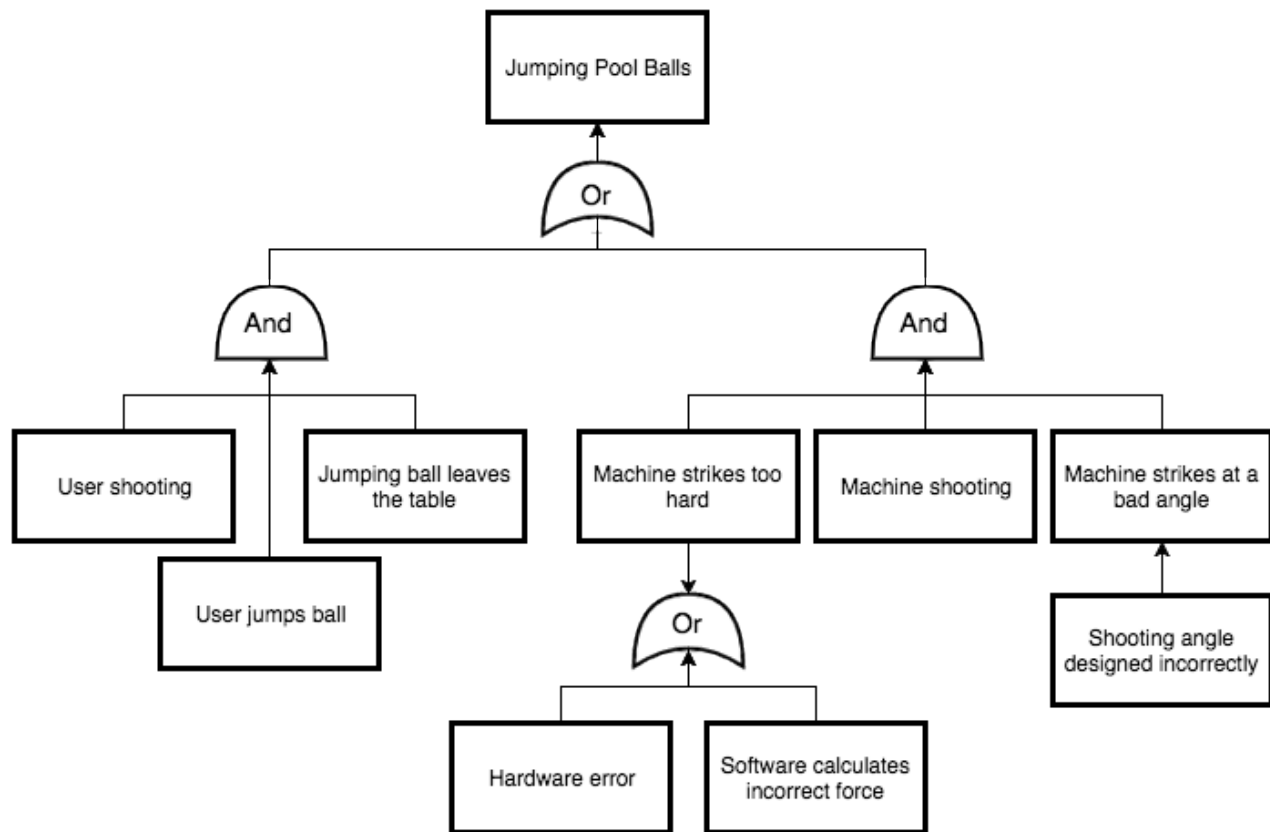 Jumping Pool Balls
Or
And
And
User shooting
Jumping ball leaves
the table
Machine strikes too
hard
Machine shooting
Machine strikes at a
bad angle
User jumps ball
Or
Shooting angle
designed incorrectly
Hardware error
Software calculates
incorrect force